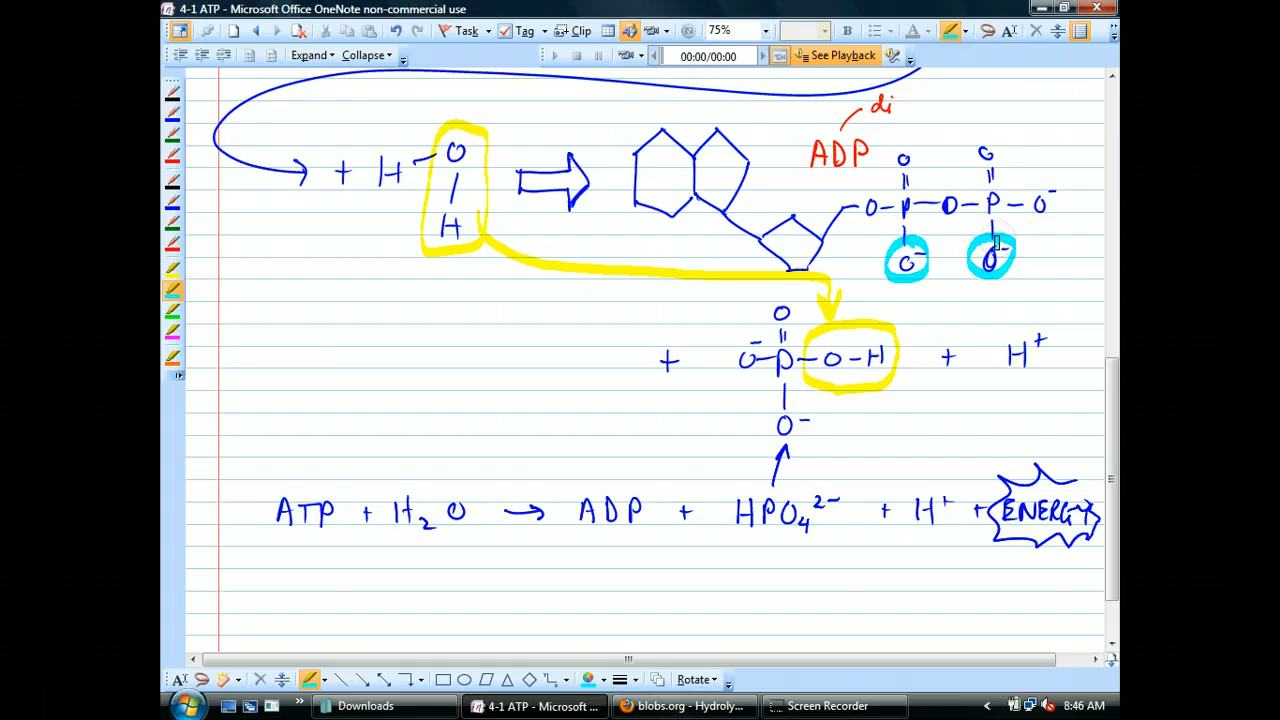 4-1 ATP - Microsoft Office OneNote non-commercial use
Task Tag Clip 75% B A A
Expand Collapse 00:00/00:00 See Playback
di
ADP
+ H O
H
O O
O - P - O - P - O⁻
O⁻ O⁻
O
+ O⁻ - P - O - H + H⁺
O⁻
ATP + H₂O → ADP + HPO₄²⁻ + H⁺ + ENERGY
Rotate
Downloads 4-1 ATP - Microsoft ... blobs.org - Hydroly... Screen Recorder 8:46 AM